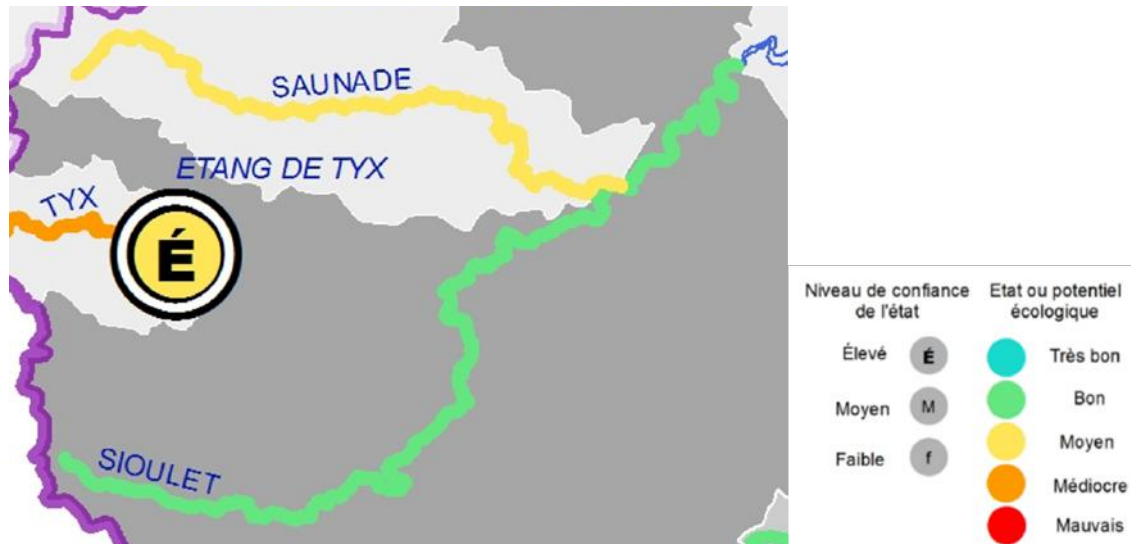 SAUNADE
ETANG DE TYX
TYX
É
SIOULET
Niveau de confiance
de l'état
Élevé É
Moyen M
Faible f
Etat ou potentiel
écologique
Très bon
Bon
Moyen
Médiocre
Mauvais